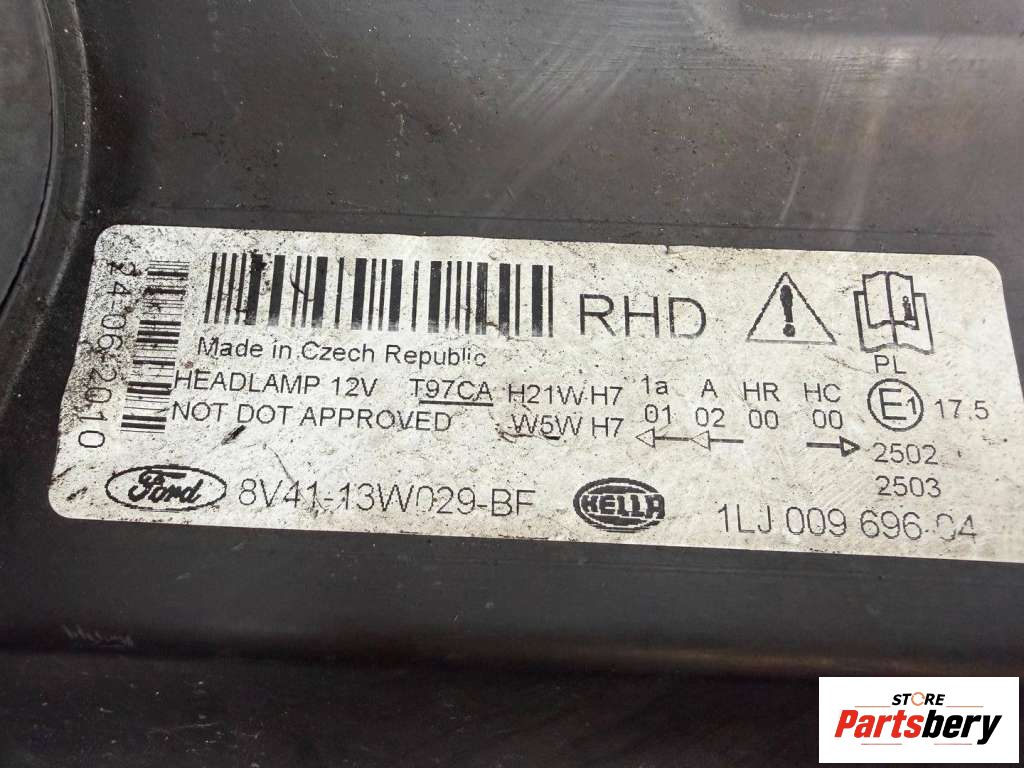 24-06-2010
RHD
Made in Czech Republic
PL
HEADLAMP 12V T97CA H21W H7 1a A HR HC
NOT DOT APPROVED W5W H7 01 02 00 00 E1 17.5
2502
2503
Ford 8V41-13W029-BF HELLA 1LJ 009 696-04
STORE
Partsbery